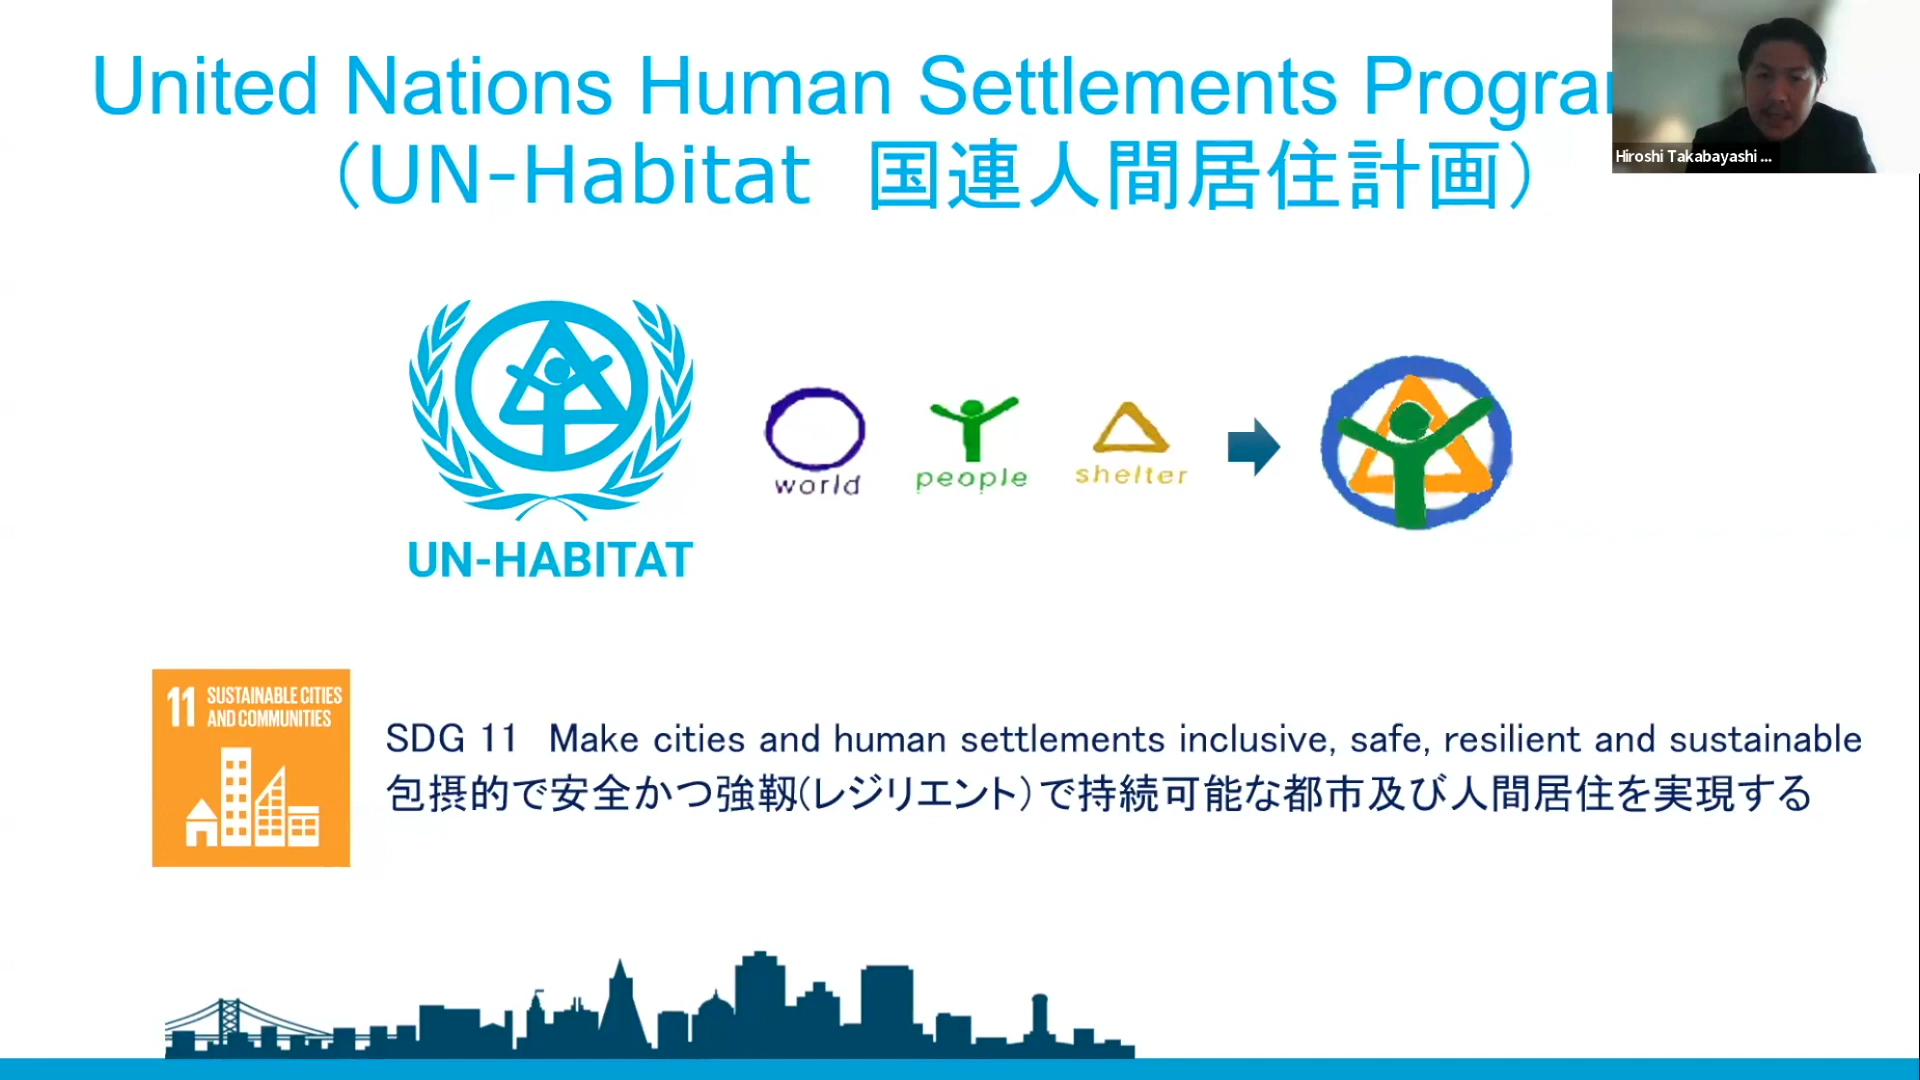 United Nations Human Settlements
(UN-Habitat 国連人間居住計画)
Hiroshi Takabayashi ...
UN-HABITAT
world
people
shelter
11 SUSTAINABLE CITIES
AND COMMUNITIES
SDG 11 Make cities and human settlements inclusive, safe, resilient and sustainable
包摂的で安全かつ強靱(レジリエント)で持続可能な都市及び人間居住を実現する